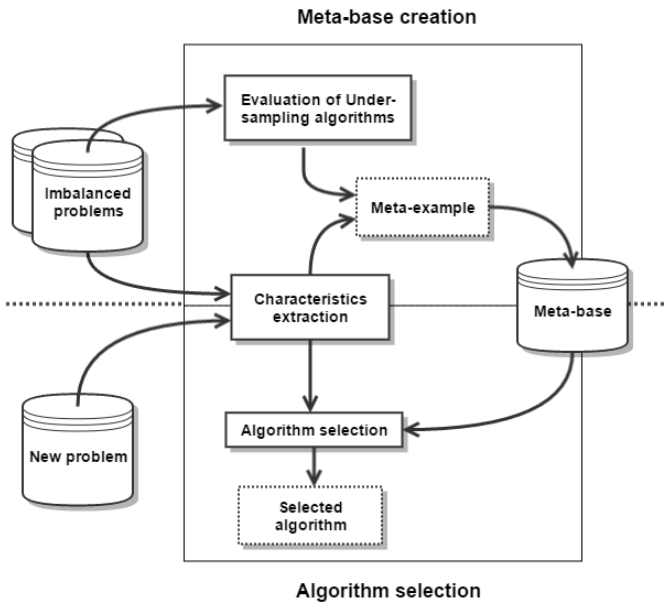 Meta-base creation
Evaluation of Under-
sampling algorithms
Imbalanced
problems
Meta-example
Characteristics
extraction
Meta-base
New problem
Algorithm selection
Selected
algorithm
Algorithm selection